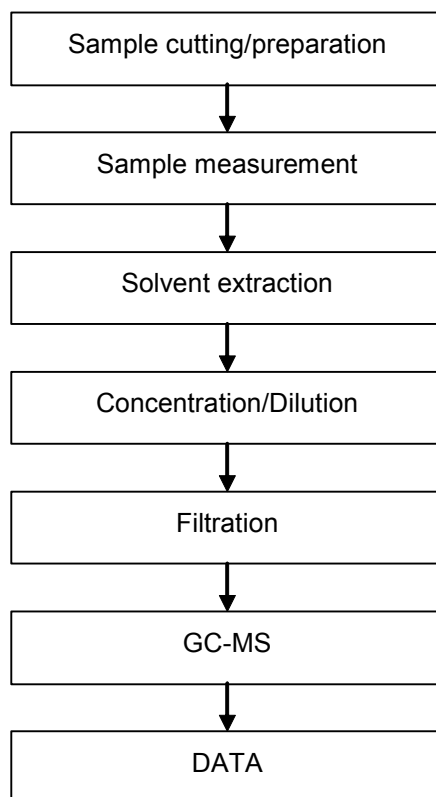 Sample cutting/preparation
Sample measurement
Solvent extraction
Concentration/Dilution
Filtration
GC-MS
DATA